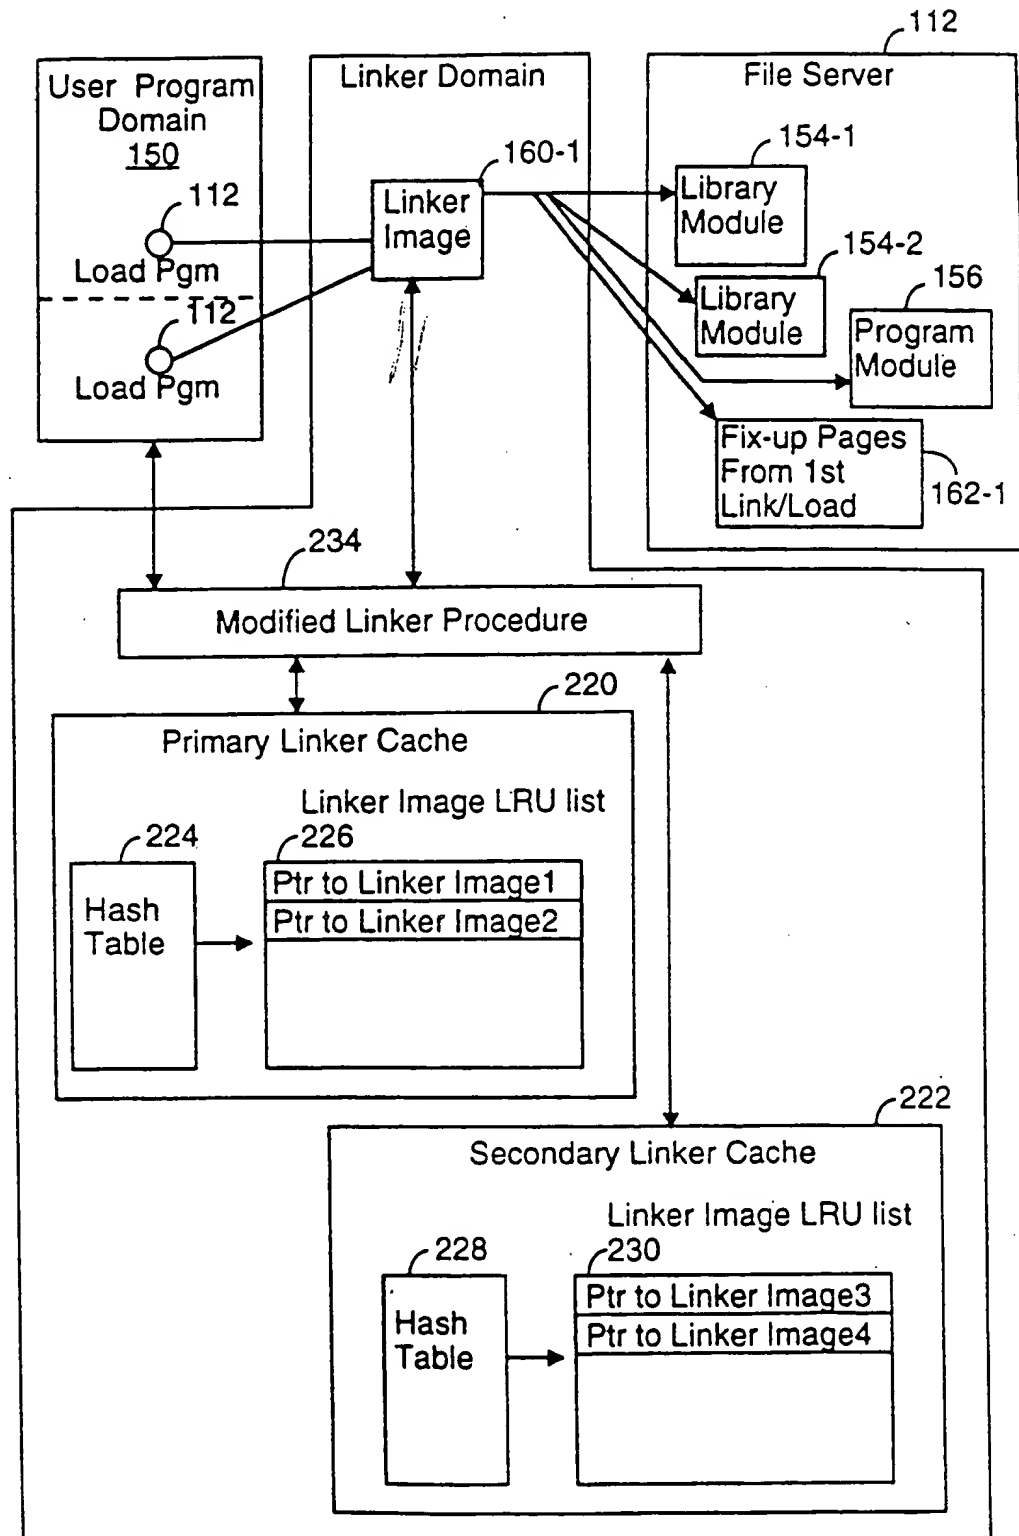 112
User Program
Domain
150
Linker Domain
File Server
160-1
154-1
Linker
Image
Library
Module
112
Load Pgm
154-2
156
Library
Module
Program
Module
112
Load Pgm
Fix-up Pages
From 1st
Link/Load
162-1
234
Modified Linker Procedure
220
Primary Linker Cache
Linker Image LRU list
224
226
Hash
Table
Ptr to Linker Image1
Ptr to Linker Image2
222
Secondary Linker Cache
Linker Image LRU list
228
230
Hash
Table
Ptr to Linker Image3
Ptr to Linker Image4